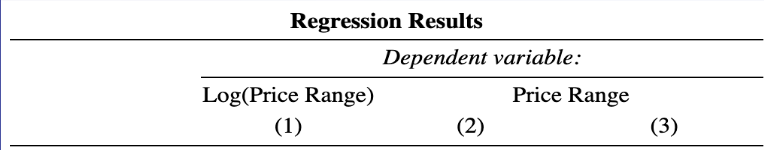 Regression Results
Dependent variable:
Log(Price Range) Price Range
(1) (2) (3)